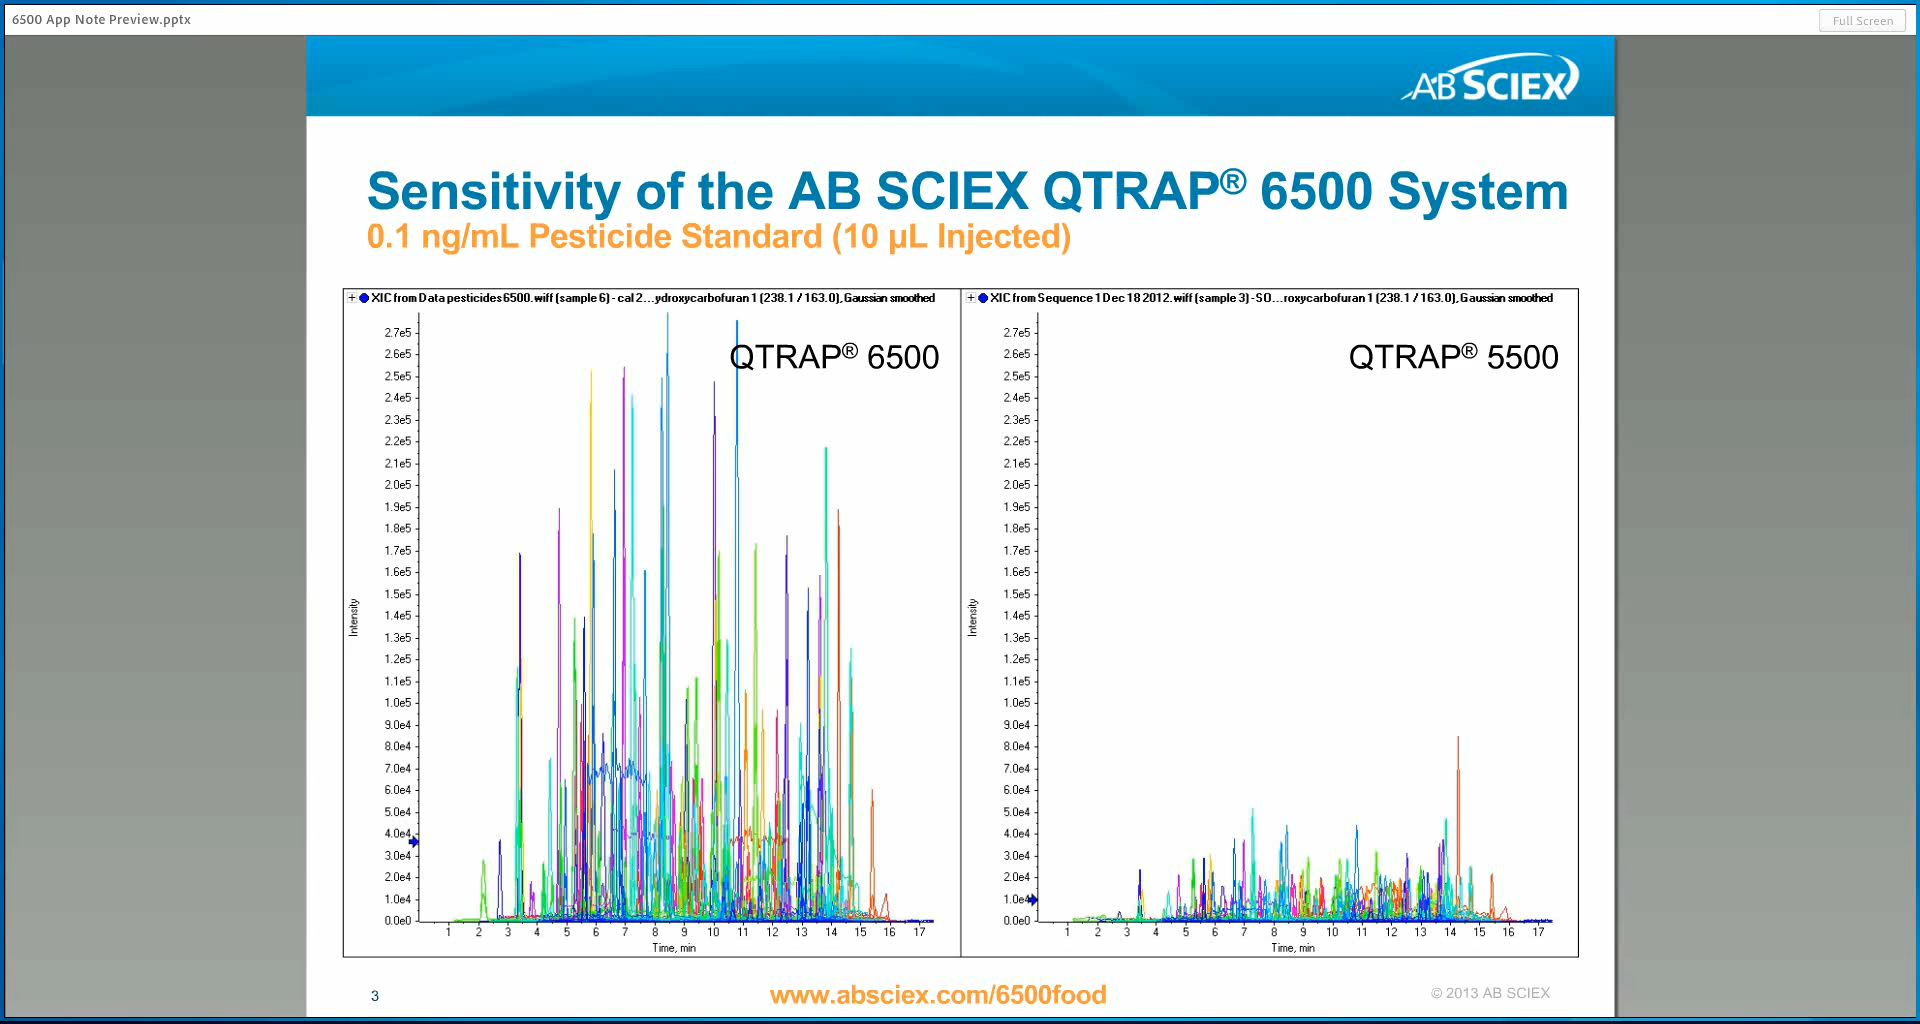 6500 App Note Preview.pptx
Full Screen
AB SCIEX
Sensitivity of the AB SCIEX QTRAP® 6500 System
0.1 ng/mL Pesticide Standard (10 µL Injected)
XIC from Data pesticides 6500.wiff (sample 6) - cal 2...ydroxycarbofuran 1 (238.1 / 163.0), Gaussian smoothed
QTRAP® 6500
2.7e5
2.6e5
2.5e5
2.4e5
2.3e5
2.2e5
2.1e5
2.0e5
1.9e5
1.8e5
1.7e5
1.6e5
1.5e5
1.4e5
1.3e5
1.2e5
1.1e5
1.0e5
9.0e4
8.0e4
7.0e4
6.0e4
5.0e4
4.0e4
3.0e4
2.0e4
1.0e4
0.0e0
Intensity
1 2 3 4 5 6 7 8 9 10 11 12 13 14 15 16 17
Time, min
XIC from Sequence 1 Dec 18 2012.wiff (sample 3) - SO...roxycarbofuran 1 (238.1 / 163.0), Gaussian smoothed
QTRAP® 5500
2.7e5
2.6e5
2.5e5
2.4e5
2.3e5
2.2e5
2.1e5
2.0e5
1.9e5
1.8e5
1.7e5
1.6e5
1.5e5
1.4e5
1.3e5
1.2e5
1.1e5
1.0e5
9.0e4
8.0e4
7.0e4
6.0e4
5.0e4
4.0e4
3.0e4
2.0e4
1.0e4
0.0e0
Intensity
1 2 3 4 5 6 7 8 9 10 11 12 13 14 15 16 17
Time, min
3
www.absciex.com/6500food
© 2013 AB SCIEX